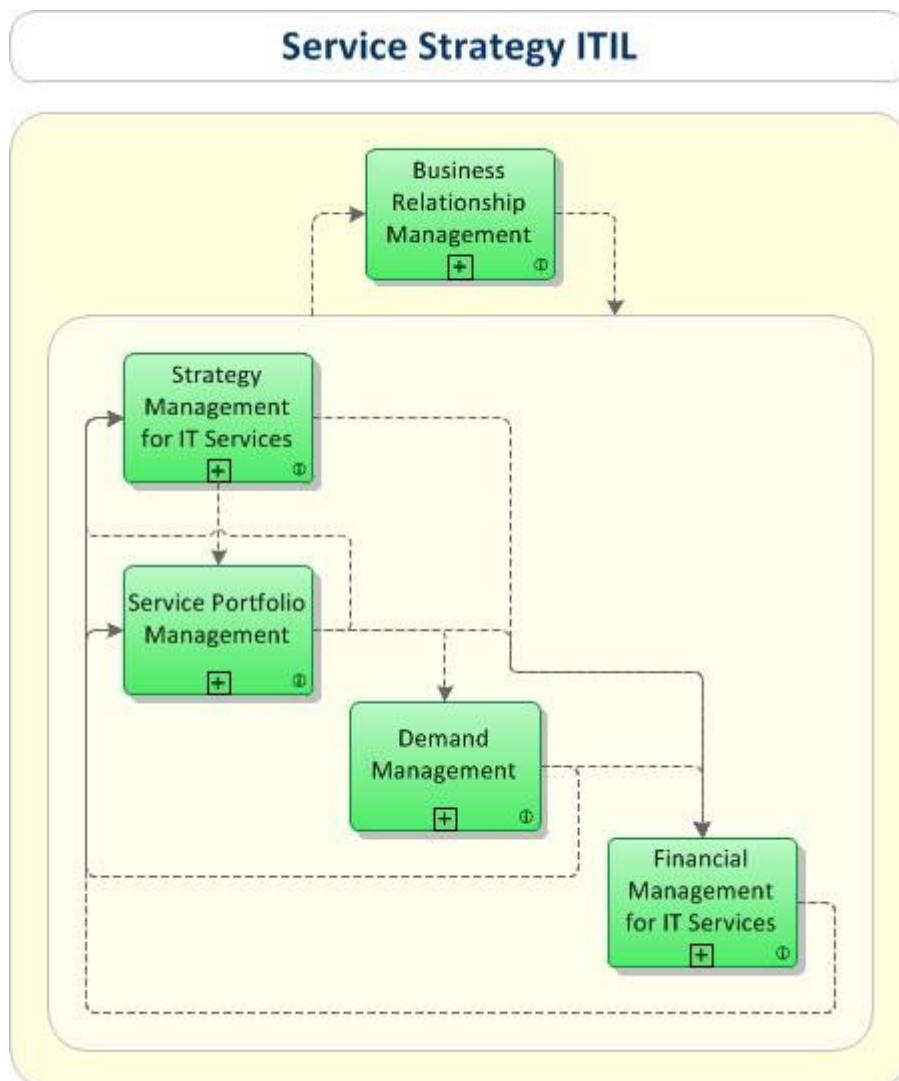 Service Strategy ITIL
Business
Relationship
Management
Strategy
Management
for IT Services
Service Portfolio
Management
Demand
Management
Financial
Management
for IT Services